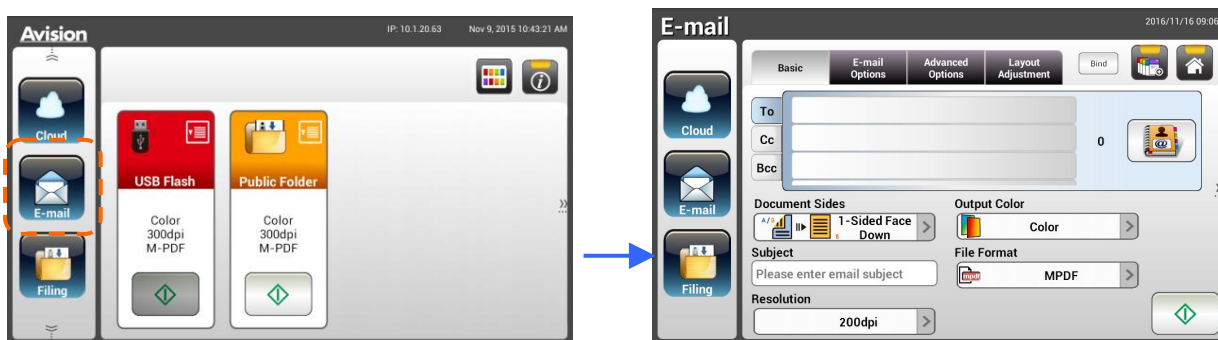 Avision
IP: 10.1.20.63
Nov 9, 2015 10:43:21 AM
Cloud
E-mail
Filing
USB Flash
Color
300dpi
M-PDF
Public Folder
Color
300dpi
M-PDF
E-mail
2016/11/16 09:06
Cloud
E-mail
Filing
Basic
E-mail
Options
Advanced
Options
Layout
Adjustment
Bind
To
Cc
Bcc
0
Document Sides
1-Sided Face
Down
Output Color
Color
Subject
Please enter email subject
File Format
mpdf
MPDF
Resolution
200dpi